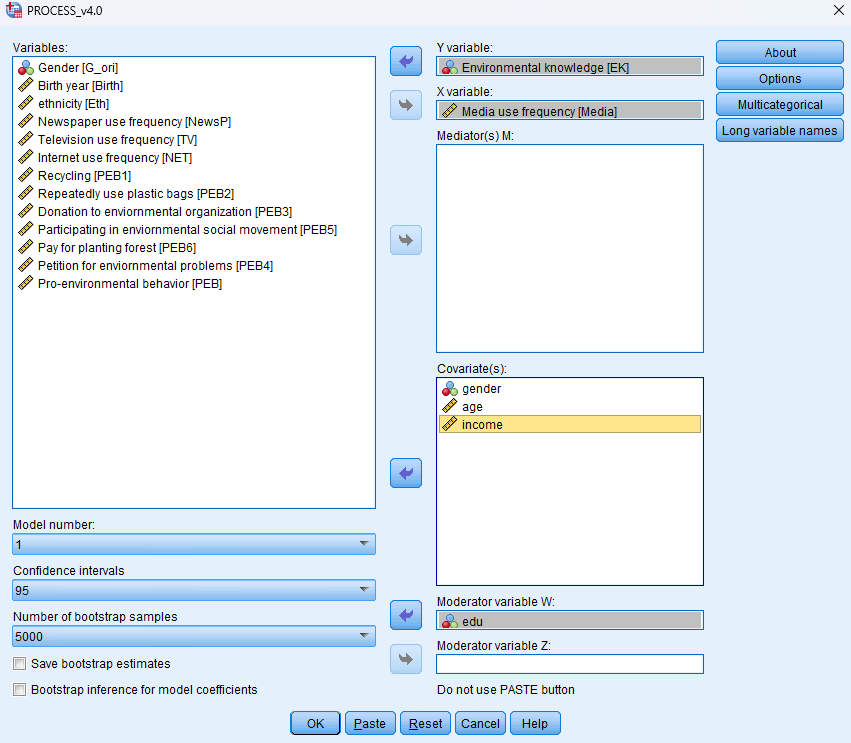 PROCESS_v4.0
Variables:
Gender [G_ori]
Birth year [Birth]
ethnicity [Eth]
Newspaper use frequency [NewsP]
Television use frequency [TV]
Internet use frequency [NET]
Recycling [PEB1]
Repeatedly use plastic bags [PEB2]
Donation to enviornmental organization [PEB3]
Participating in enviornmental social movement [PEB5]
Pay for planting forest [PEB6]
Petition for enviornmental problems [PEB4]
Pro-environmental behavior [PEB]
Model number:
1
Confidence intervals
95
Number of bootstrap samples
5000
Save bootstrap estimates
Bootstrap inference for model coefficients
Y variable:
Environmental knowledge [EK]
X variable:
Media use frequency [Media]
Mediator(s) M:
Covariate(s):
gender
age
income
Moderator variable W:
edu
Moderator variable Z:
Do not use PASTE button
About
Options
Multicategorical
Long variable names
OK
Paste
Reset
Cancel
Help